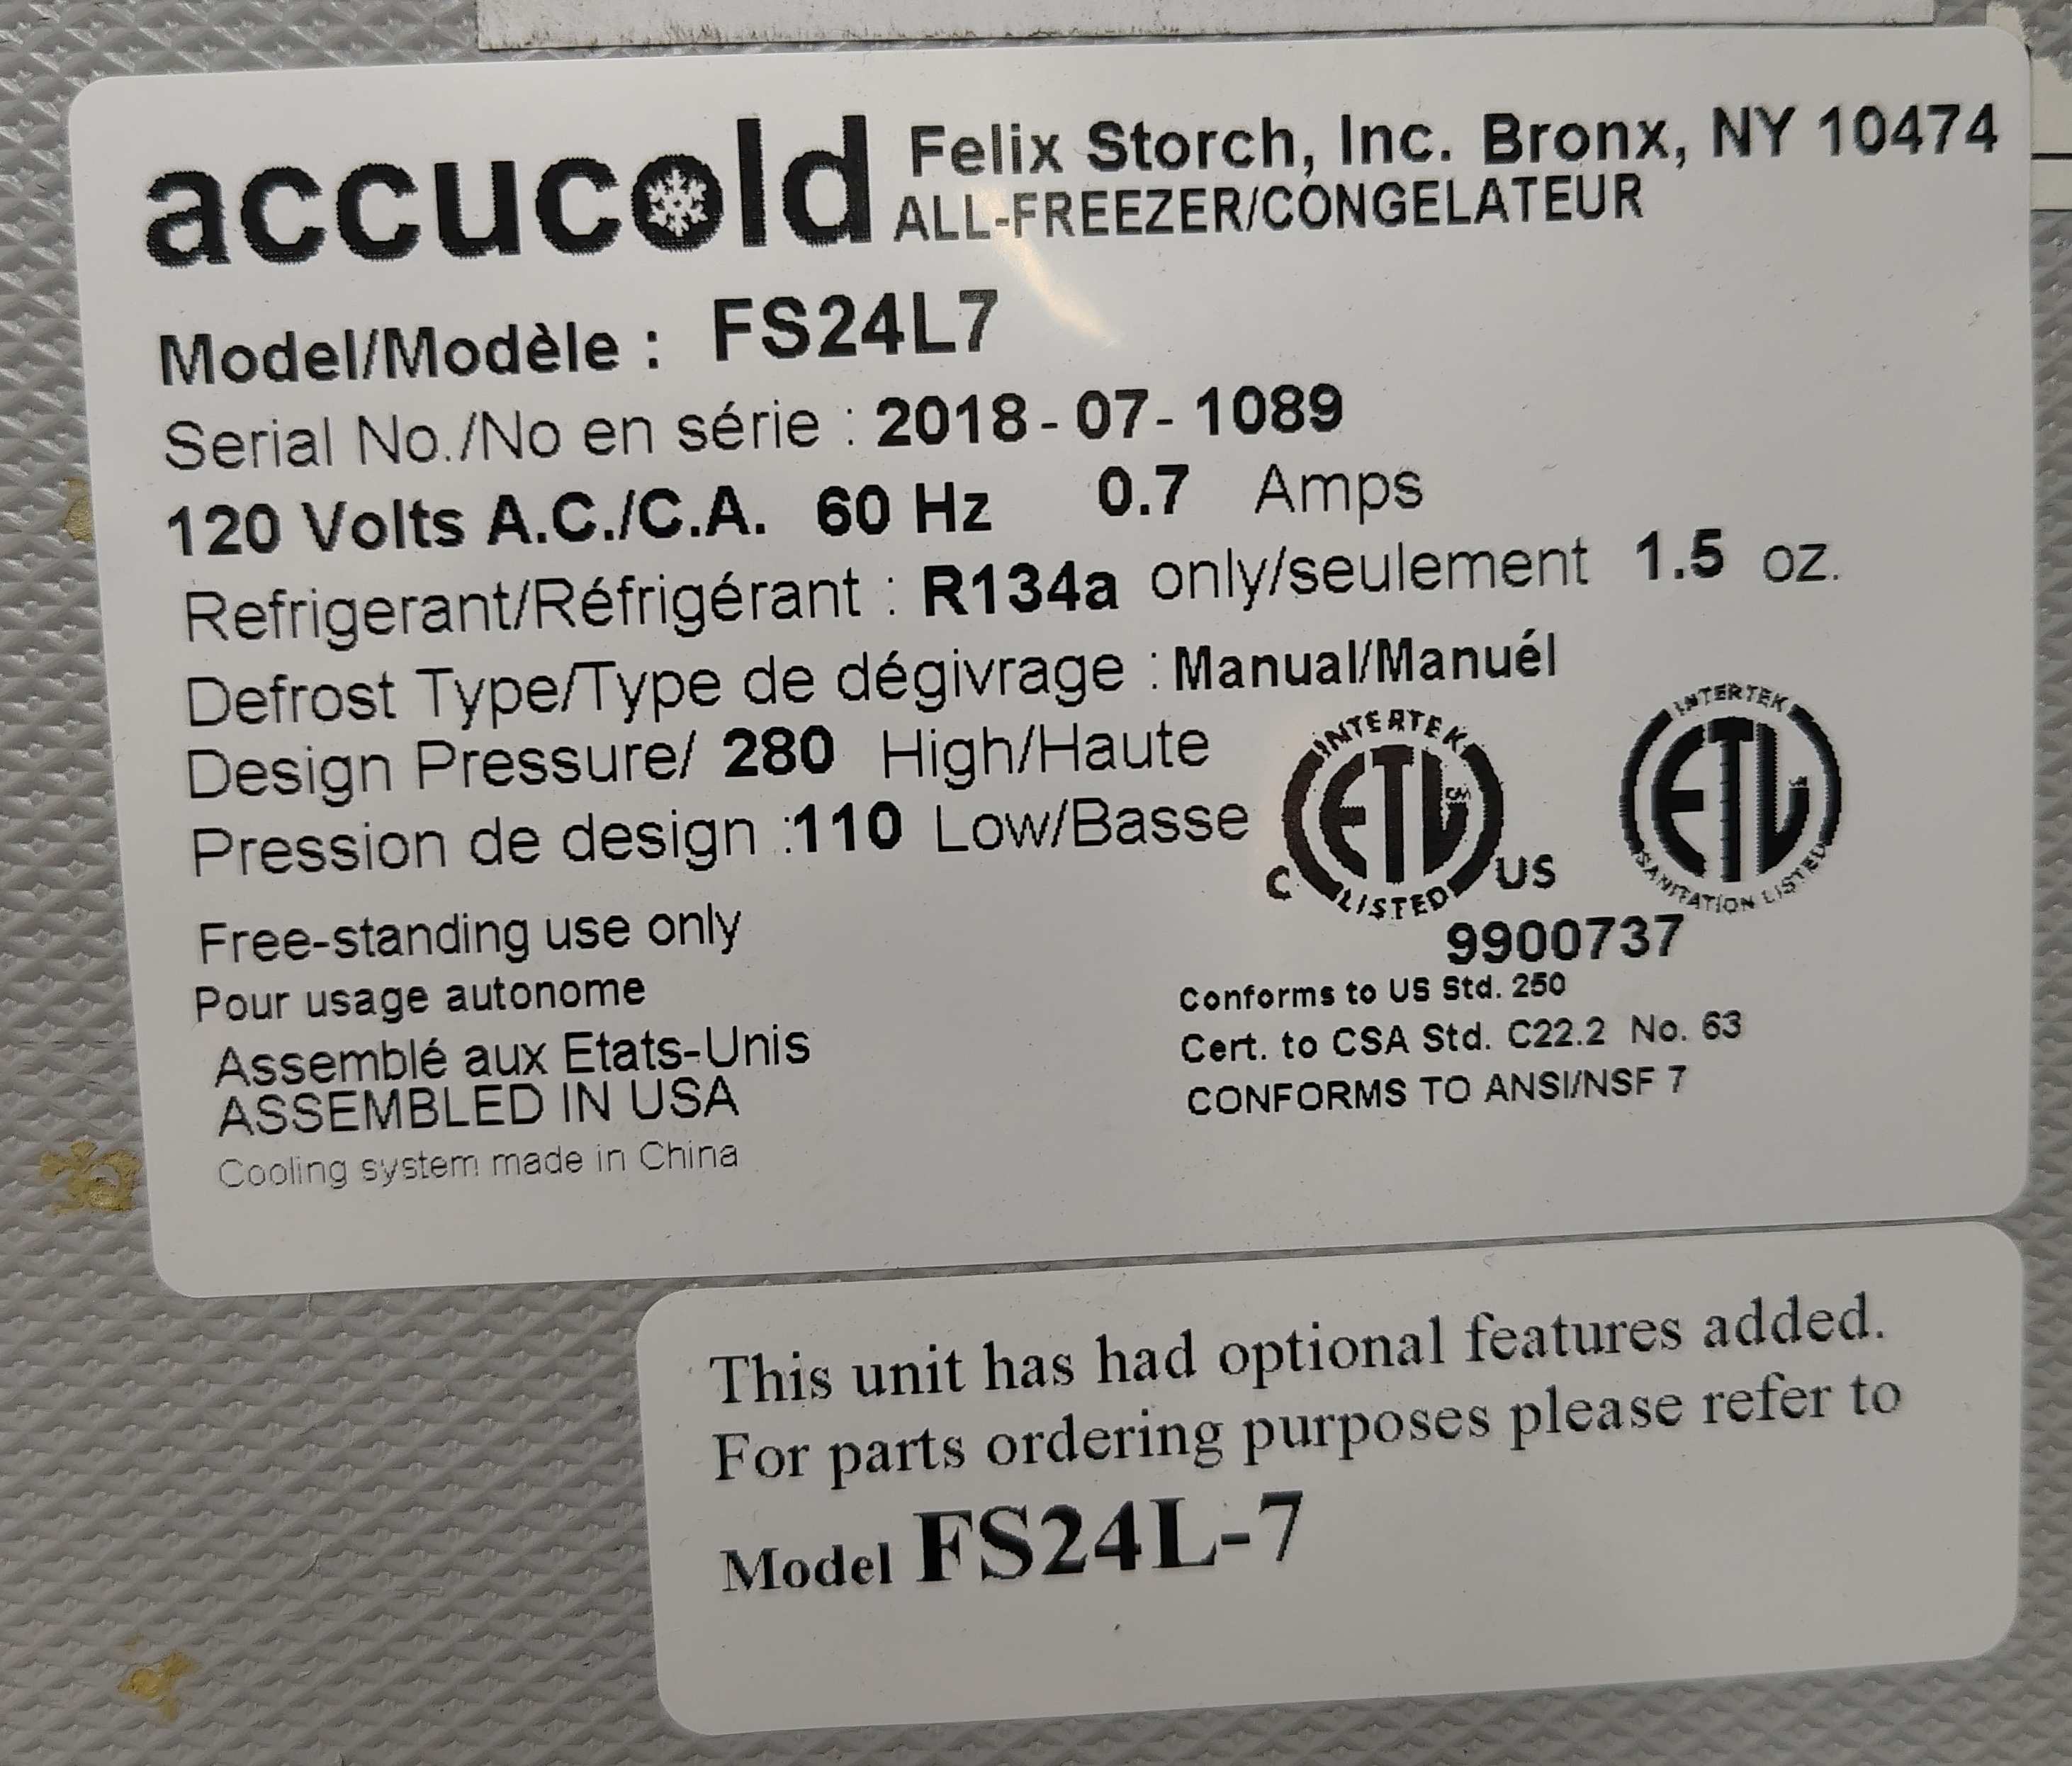 accucold
Felix Storch, Inc. Bronx, NY 10474
ALL-FREEZER/CONGELATEUR
Model/Modèle : FS24L7
Serial No./No en série : 2018-07-1089
120 Volts A.C./C.A. 60 Hz 0.7 Amps
Refrigerant/Réfrigérant : R134a only/seulement 1.5 oz.
Defrost Type/Type de dégivrage : Manual/Manuél
Design Pressure/ 280 High/Haute
Pression de design :110 Low/Basse
INTERTEK
ETL CM
LISTED
C US
INTERTEK
ETL
SANITATION LISTED
9900737
Free-standing use only
Pour usage autonome
Assemblé aux Etats-Unis
ASSEMBLED IN USA
Cooling system made in China
Conforms to US Std. 250
Cert. to CSA Std. C22.2 No. 63
CONFORMS TO ANSI/NSF 7
This unit has had optional features added.
For parts ordering purposes please refer to
Model FS24L-7